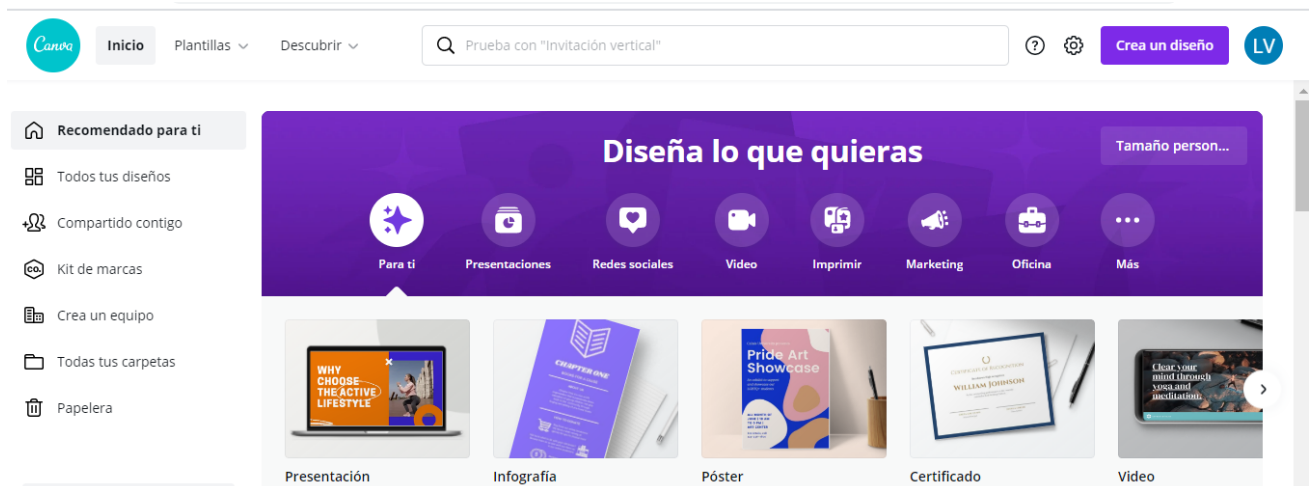 Canva
Inicio
Plantillas
Descubrir
Prueba con "Invitación vertical"
Crea un diseño
LV
Recomendado para ti
Todos tus diseños
Compartido contigo
co.
Kit de marcas
Crea un equipo
Todas tus carpetas
Papelera
Diseña lo que quieras
Tamaño person...
Para ti
Presentaciones
Redes sociales
Video
Imprimir
Marketing
Oficina
Más
WHY
CHOOSE
THE ACTIVE
LIFESTYLE
CHAPTER ONE
Pride Art
Showcase
CERTIFICATE OF RECOGNITION
WILLIAM JOHNSON
Clear your
mind through
yoga and
meditation.
Presentación
Infografía
Póster
Certificado
Video